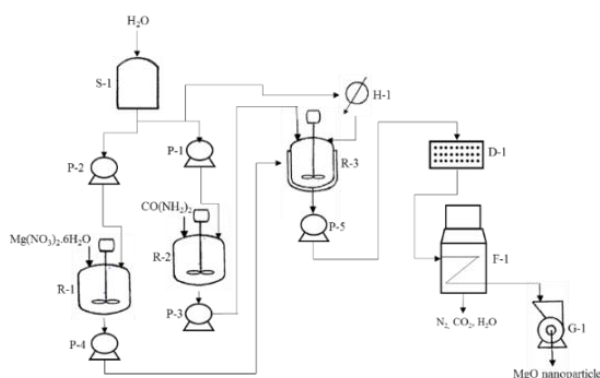 H₂O
S-1
H-1
P-2
P-1
R-3
D-1
CO(NH₂)₂
P-5
Mg(NO₃)₂.6H₂O
R-2
F-1
R-1
P-3
N₂, CO₂, H₂O
G-1
P-4
MgO nanoparticle